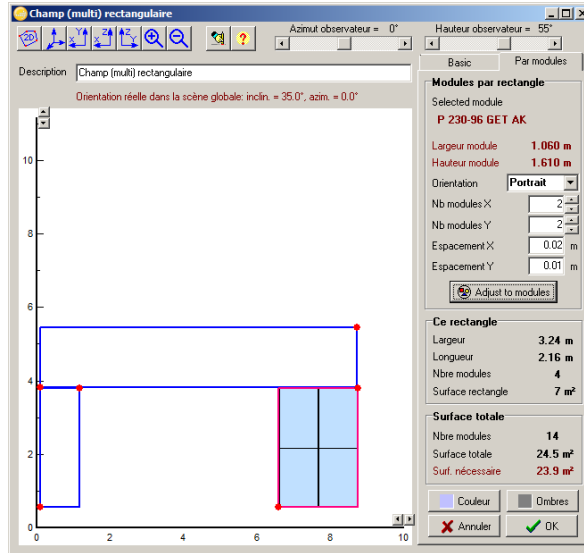 Champ (multi) rectangulaire
Azimut observateur = 0°
Hauteur observateur = 55°
2D
X
Y
X
Z
X
Z
Y
?
Basic
Par modules
Description
Champ (multi) rectangulaire
Orientation réelle dans la scène globale: inclin. = 35.0°, azim. = 0.0°
Modules par rectangle
Selected module
P 230-96 GET AK
Largeur module 1.060 m
Hauteur module 1.610 m
Orientation Portrait
Nb modules X 2
Nb modules Y 2
Espacement X 0.02 m
Espacement Y 0.01 m
Adjust to modules
Ce rectangle
Largeur 3.24 m
Longueur 2.16 m
Nbre modules 4
Surface rectangle 7 m²
Surface totale
Nbre modules 14
Surface totale 24.5 m²
Surf. nécessaire 23.9 m²
Couleur
Ombres
Annuler
OK
10
8
6
4
2
0
0 2 4 6 8 10